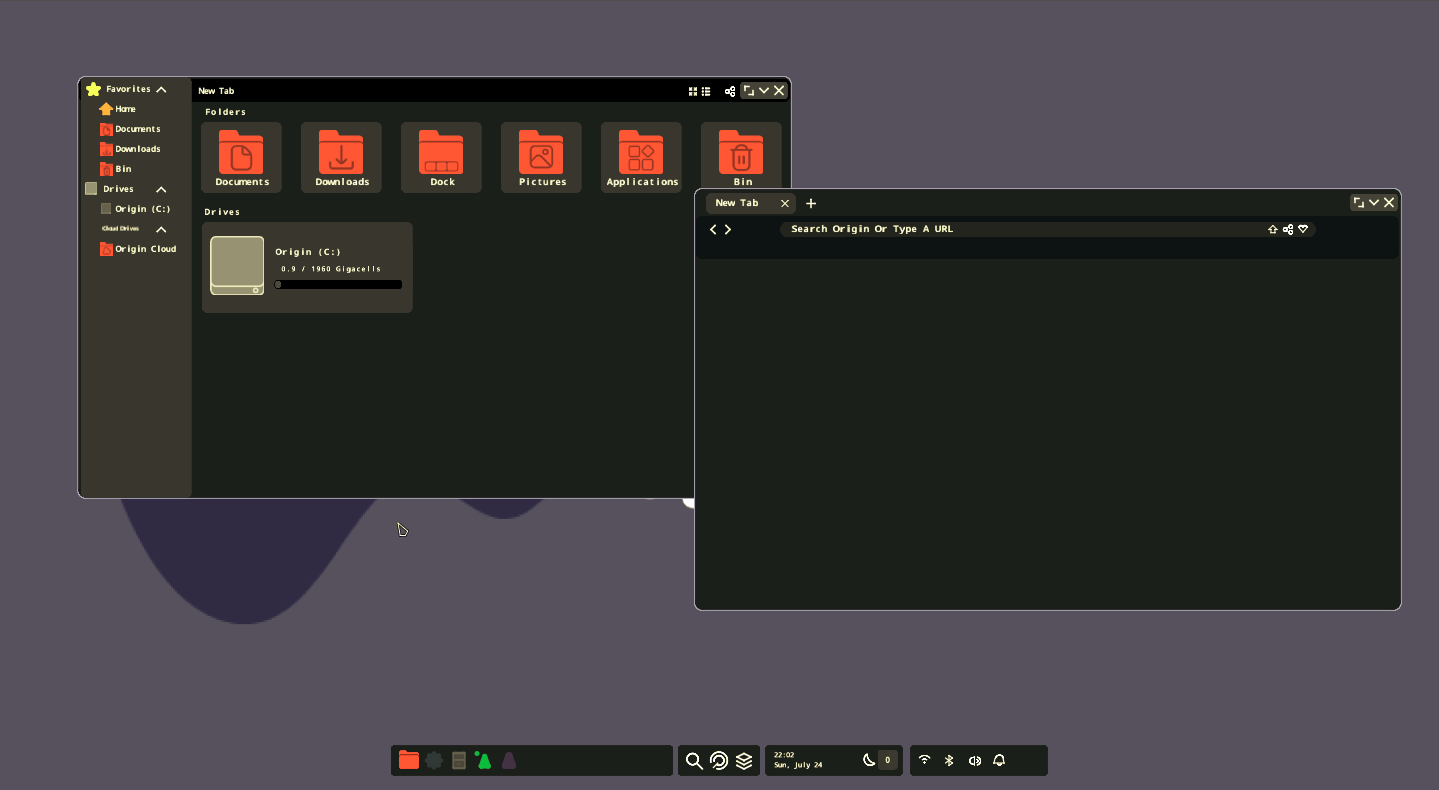 Favorites
Home
Documents
Downloads
Bin
Drives
Origin (C:)
Cloud Drives
Origin Cloud
New Tab
Folders
Documents
Downloads
Dock
Pictures
Applications
Bin
Drives
Origin (C:)
0.9 / 1960 Gigacells
New Tab
Search Origin Or Type A URL
22:02
Sun, July 24
0